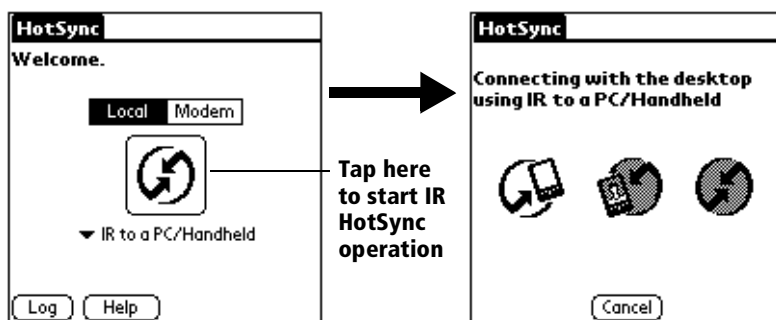 HotSync
Welcome.
Local Modem
IR to a PC/Handheld
Log Help
Tap here
to start IR
HotSync
operation
HotSync
Connecting with the desktop
using IR to a PC/Handheld
Cancel